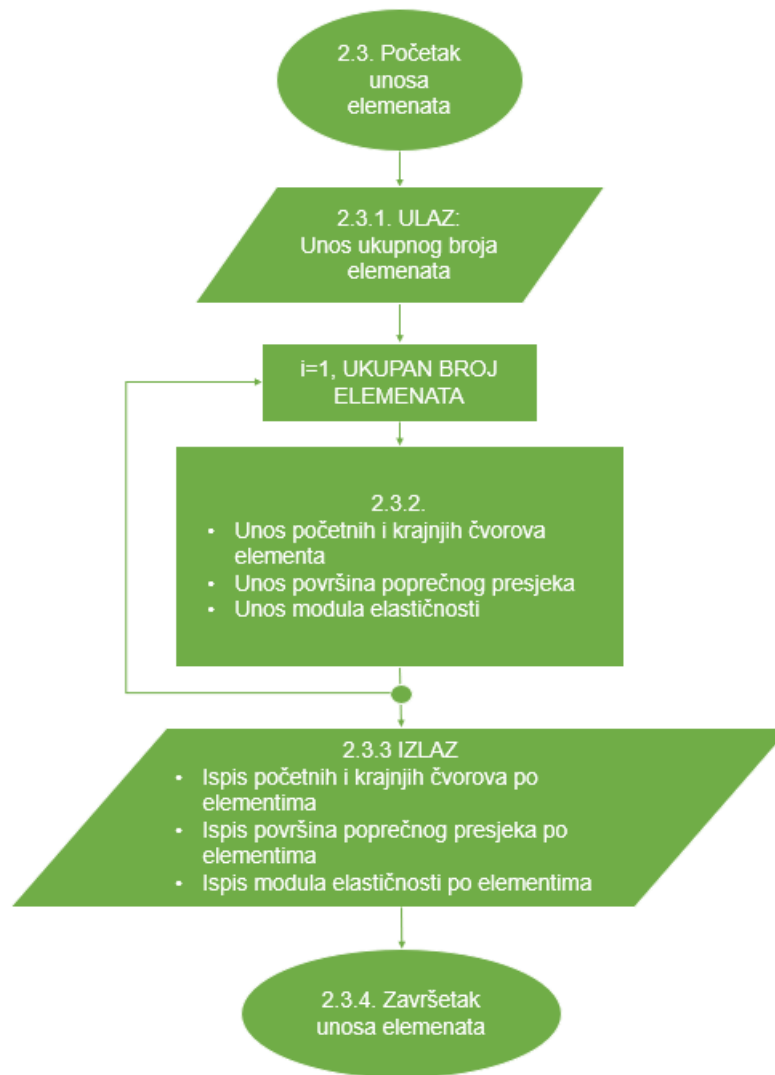 2.3. Početak
unosa
elemenata
2.3.1. ULAZ:
Unos ukupnog broja
elemenata
i=1, UKUPAN BROJ
ELEMENATA
2.3.2.
• Unos početnih i krajnjih čvorova
elementa
• Unos površina poprečnog presjeka
• Unos modula elastičnosti
2.3.3 IZLAZ
• Ispis početnih i krajnjih čvorova po
elementima
• Ispis površina poprečnog presjeka po
elementima
• Ispis modula elastičnosti po elementima
2.3.4. Završetak
unosa elemenata